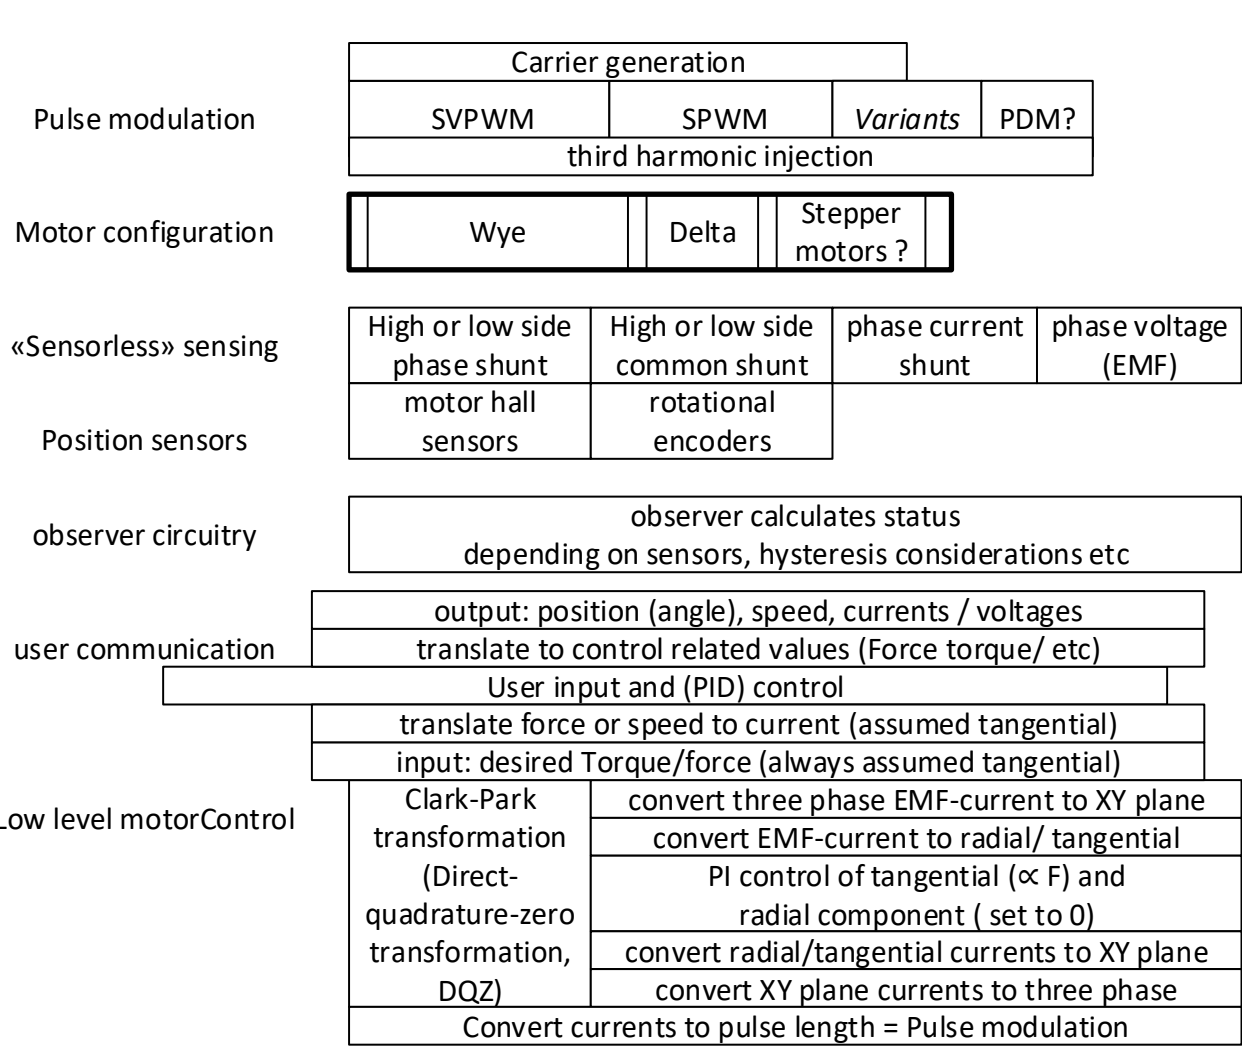 Carrier generation
Pulse modulation
SVPWM
SPWM
Variants
PDM?
third harmonic injection
Motor configuration
Wye
Delta
Stepper
motors ?
«Sensorless» sensing
High or low side
phase shunt
High or low side
common shunt
phase current
shunt
phase voltage
(EMF)
Position sensors
motor hall
sensors
rotational
encoders
observer circuitry
observer calculates status
depending on sensors, hysteresis considerations etc
user communication
output: position (angle), speed, currents / voltages
translate to control related values (Force torque/ etc)
User input and (PID) control
translate force or speed to current (assumed tangential)
input: desired Torque/force (always assumed tangential)
Low level motorControl
Clark-Park
transformation
(Direct-
quadrature-zero
transformation,
DQZ)
convert three phase EMF-current to XY plane
convert EMF-current to radial/ tangential
PI control of tangential (∝ F) and
radial component ( set to 0)
convert radial/tangential currents to XY plane
convert XY plane currents to three phase
Convert currents to pulse length = Pulse modulation